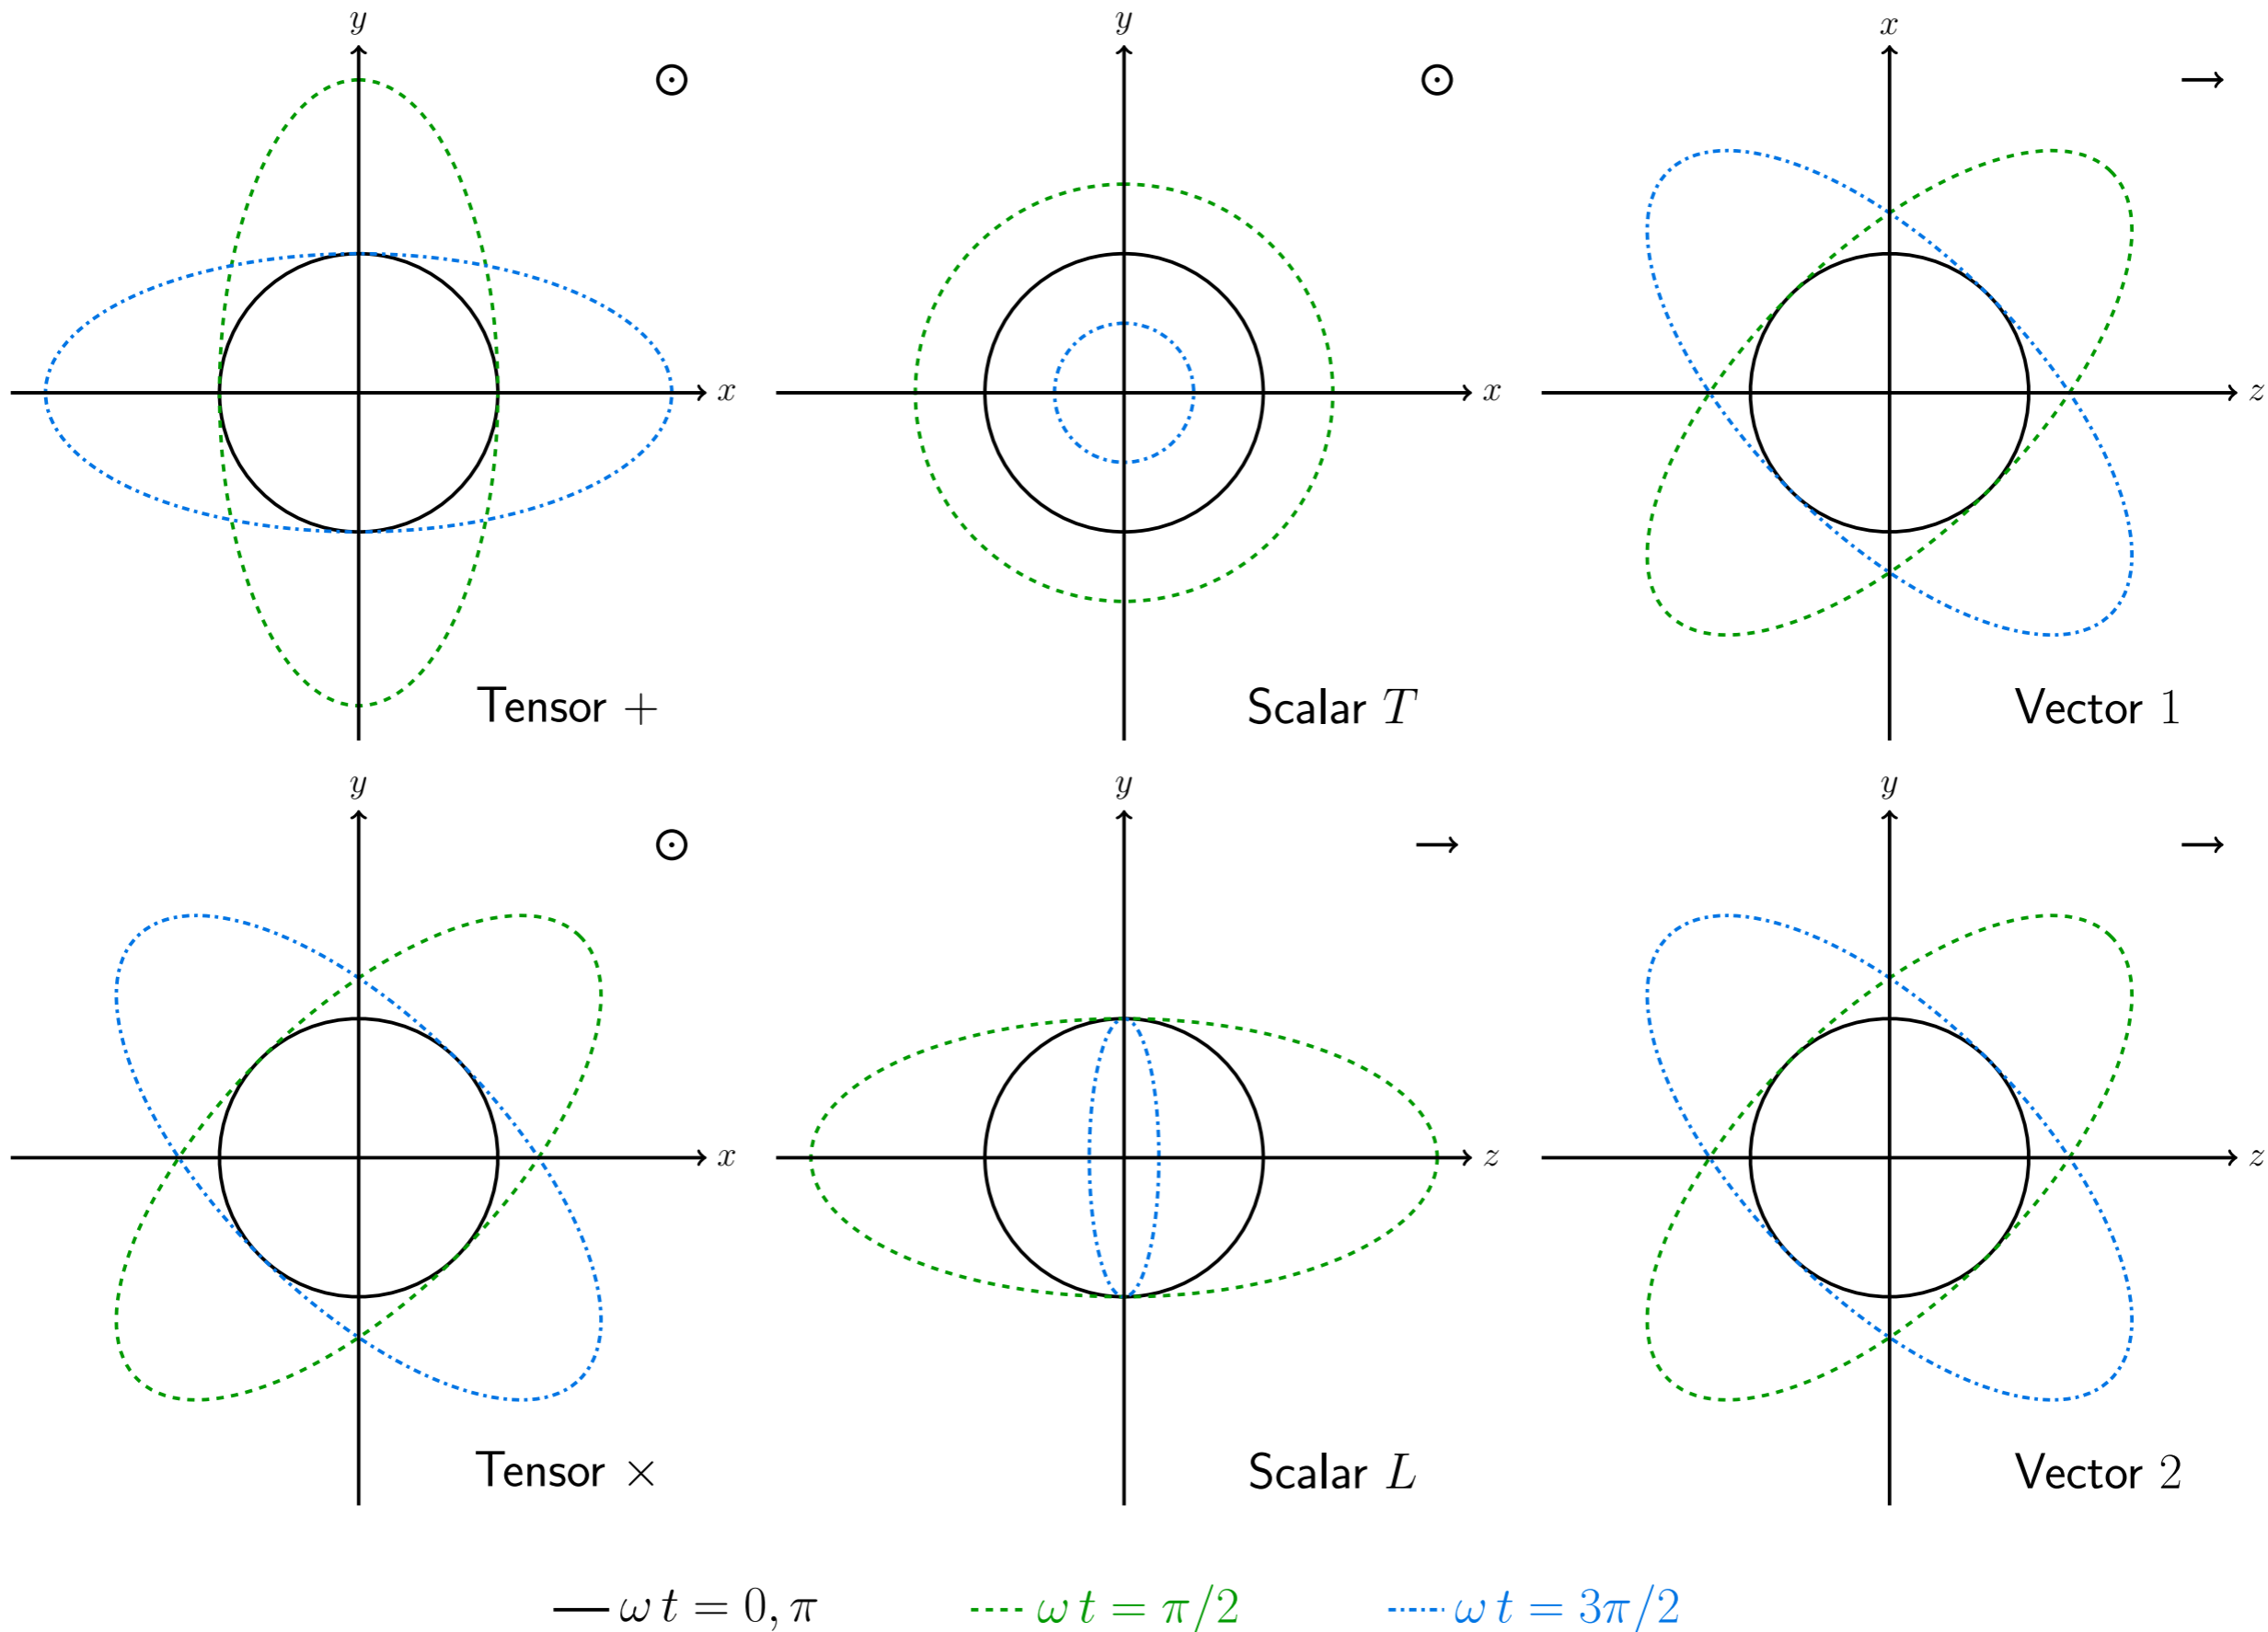 y
y
x
x
x
z
Tensor +
Scalar T
Vector 1
y
y
y
x
z
z
Tensor ×
Scalar L
Vector 2
ω t = 0, π
ω t = π/2
ω t = 3π/2